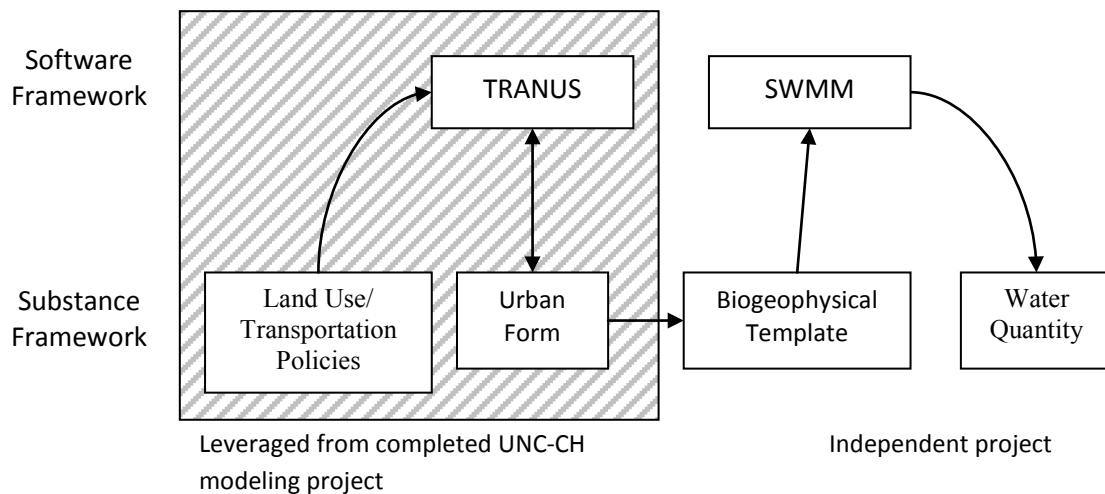 Software
Framework
TRANUS
SWMM
Substance
Framework
Land Use/
Transportation
Policies
Urban
Form
Biogeophysical
Template
Water
Quantity
Leveraged from completed UNC-CH
modeling project
Independent project